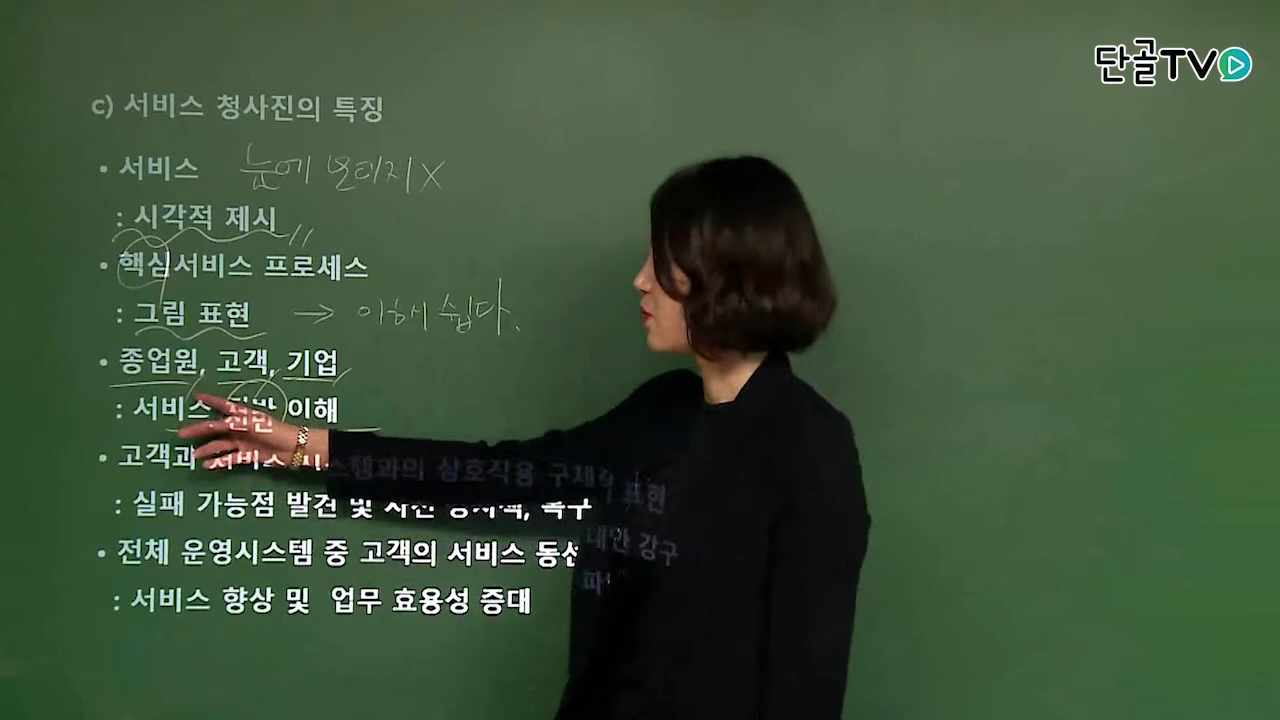 단골TV
c) 서비스 청사진의 특징
• 서비스 눈에 보이지 X
: 시각적 제시
• 핵심서비스 프로세스
: 그림 표현 → 이해 쉽다.
• 종업원, 고객, 기업
: 서비스 전반 이해
• 고객과 서비스 시스템과의 상호작용 구체적 표현
: 실패 가능점 발견 및 사전 대안 강구
• 전체 운영시스템 중 고객의 서비스 동선
: 서비스 향상 및 업무 효용성 증대